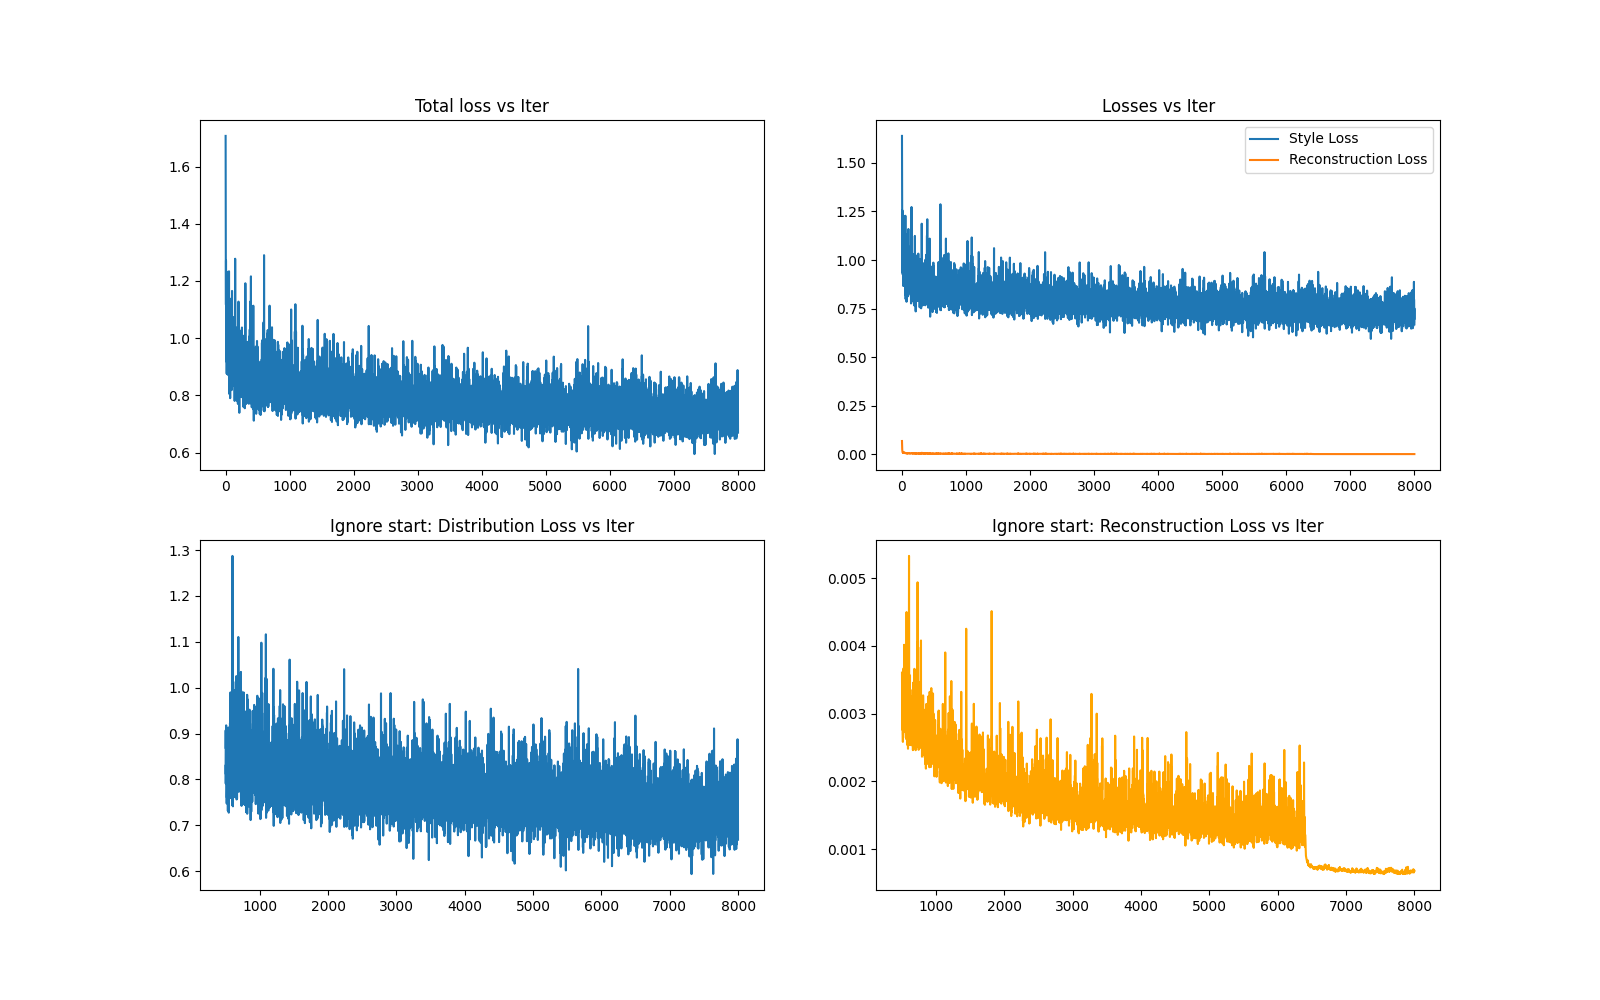 Total loss vs Iter
1.6
1.4
1.2
1.0
0.8
0.6
0 1000 2000 3000 4000 5000 6000 7000 8000
Losses vs Iter
Style Loss
Reconstruction Loss
1.50
1.25
1.00
0.75
0.50
0.25
0.00
0 1000 2000 3000 4000 5000 6000 7000 8000
Ignore start: Distribution Loss vs Iter
1.3
1.2
1.1
1.0
0.9
0.8
0.7
0.6
1000 2000 3000 4000 5000 6000 7000 8000
Ignore start: Reconstruction Loss vs Iter
0.005
0.004
0.003
0.002
0.001
1000 2000 3000 4000 5000 6000 7000 8000